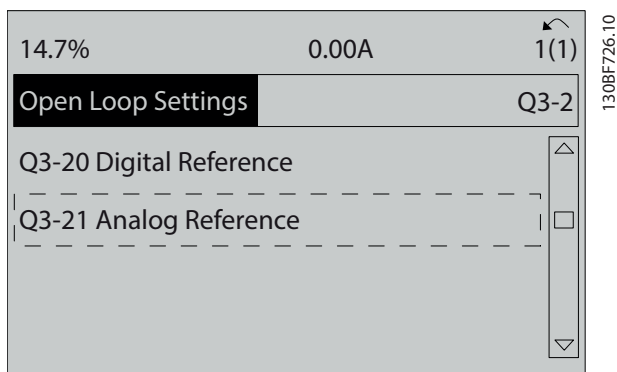 14.7% 0.00A 1(1)
Open Loop Settings Q3-2
Q3-20 Digital Reference
Q3-21 Analog Reference
130BF726.10